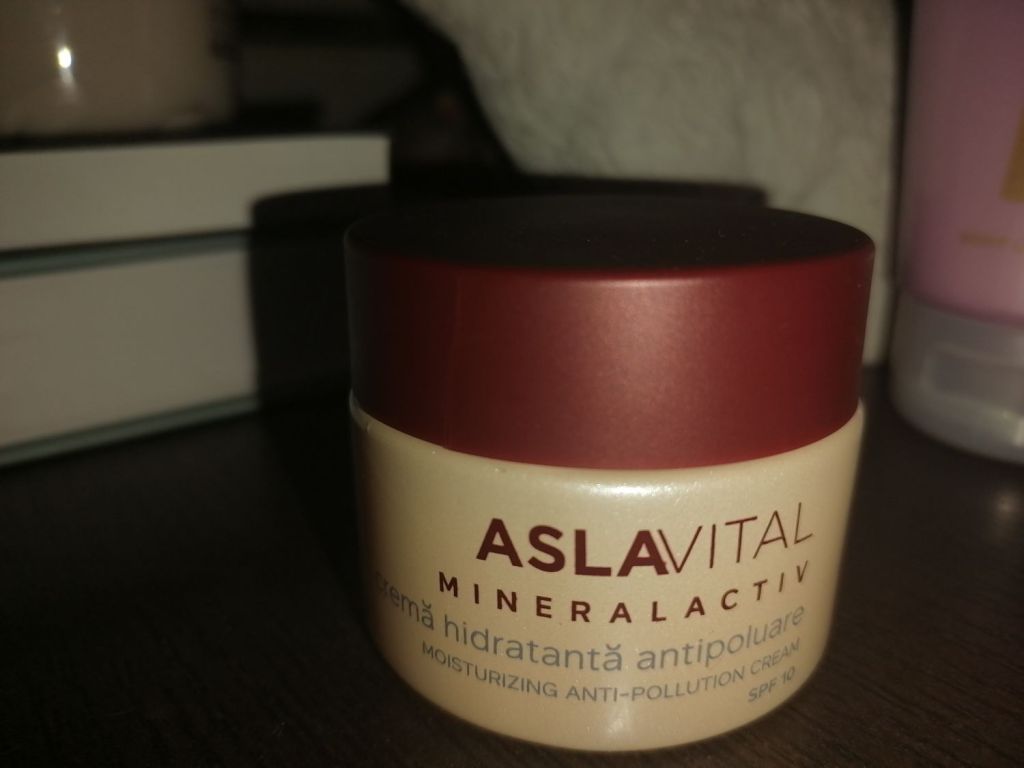 ASLAVITAL
MINERALACTIV
cremă hidratantă antipoluare
MOISTURIZING ANTI-POLLUTION CREAM
SPF 10